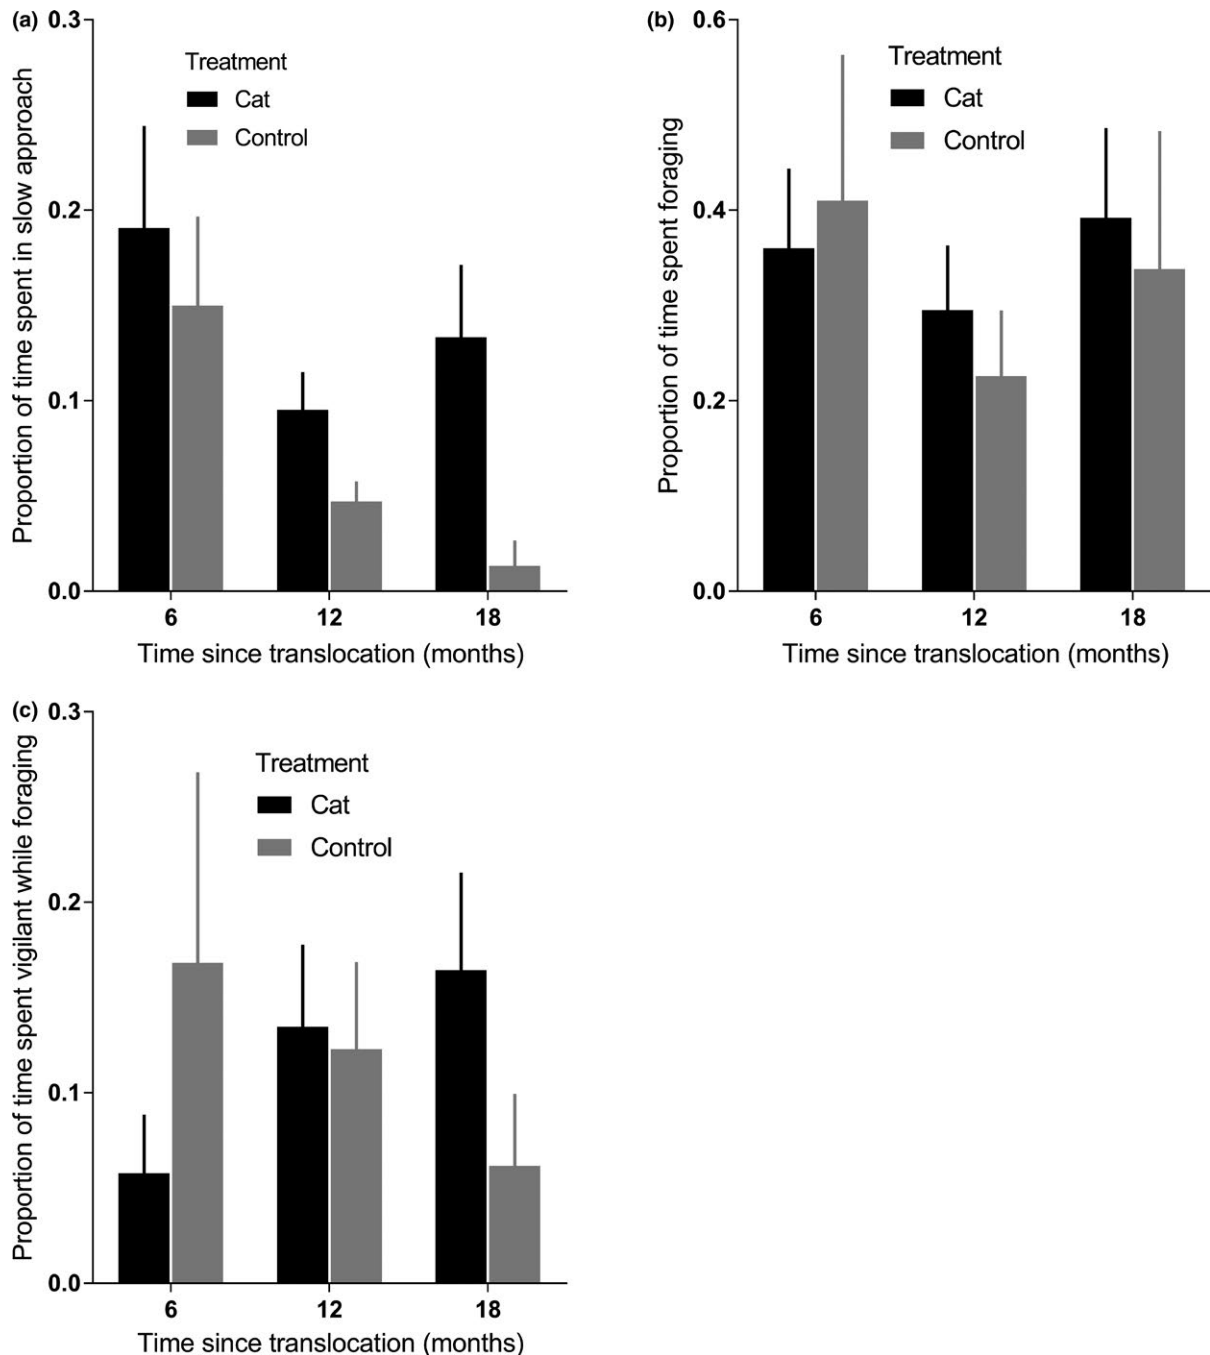 (a)
Proportion of time spent in slow approach
0.3
0.2
0.1
0.0
Treatment
Cat
Control
6 12 18
Time since translocation (months)
(b)
Proportion of time spent foraging
0.6
0.4
0.2
0.0
Treatment
Cat
Control
6 12 18
Time since translocation (months)
(c)
Proportion of time spent vigilant while foraging
0.3
0.2
0.1
0.0
Treatment
Cat
Control
6 12 18
Time since translocation (months)